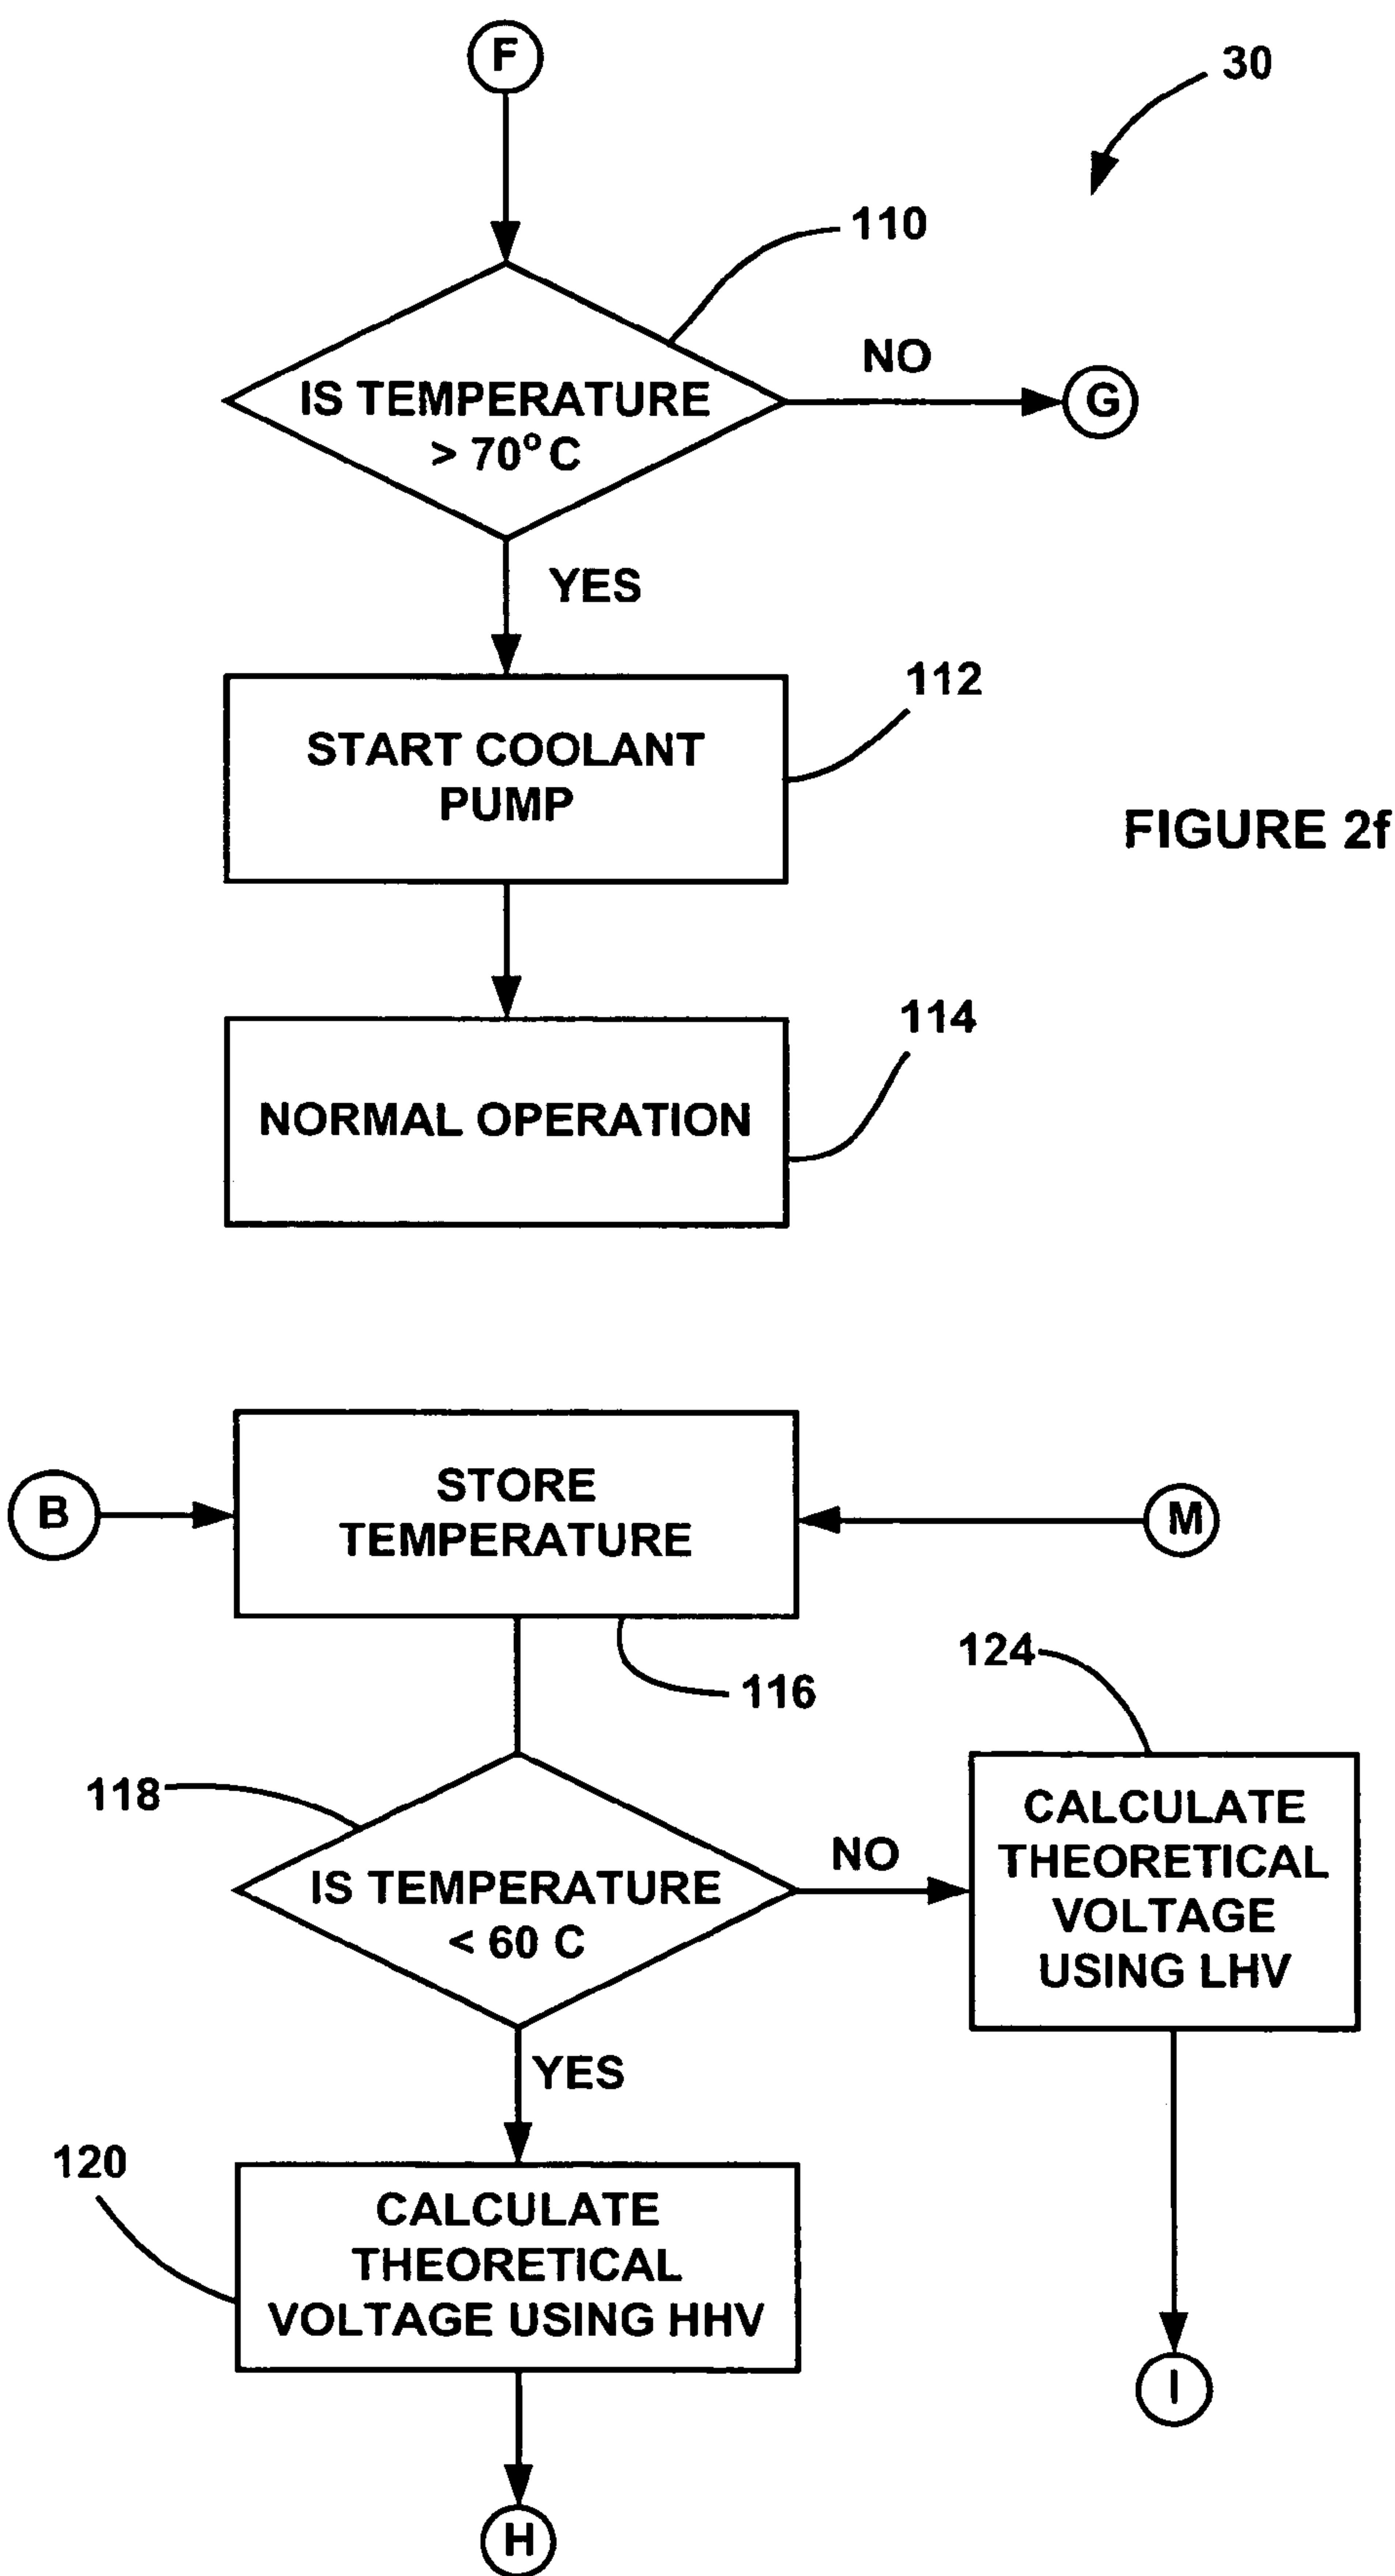 F
30
110
IS TEMPERATURE
> 70° C
NO
G
YES
112
START COOLANT
PUMP
FIGURE 2f
114
NORMAL OPERATION
B
STORE
TEMPERATURE
M
116
124
118
IS TEMPERATURE
< 60 C
NO
CALCULATE
THEORETICAL
VOLTAGE
USING LHV
YES
120
CALCULATE
THEORETICAL
VOLTAGE USING HHV
I
H